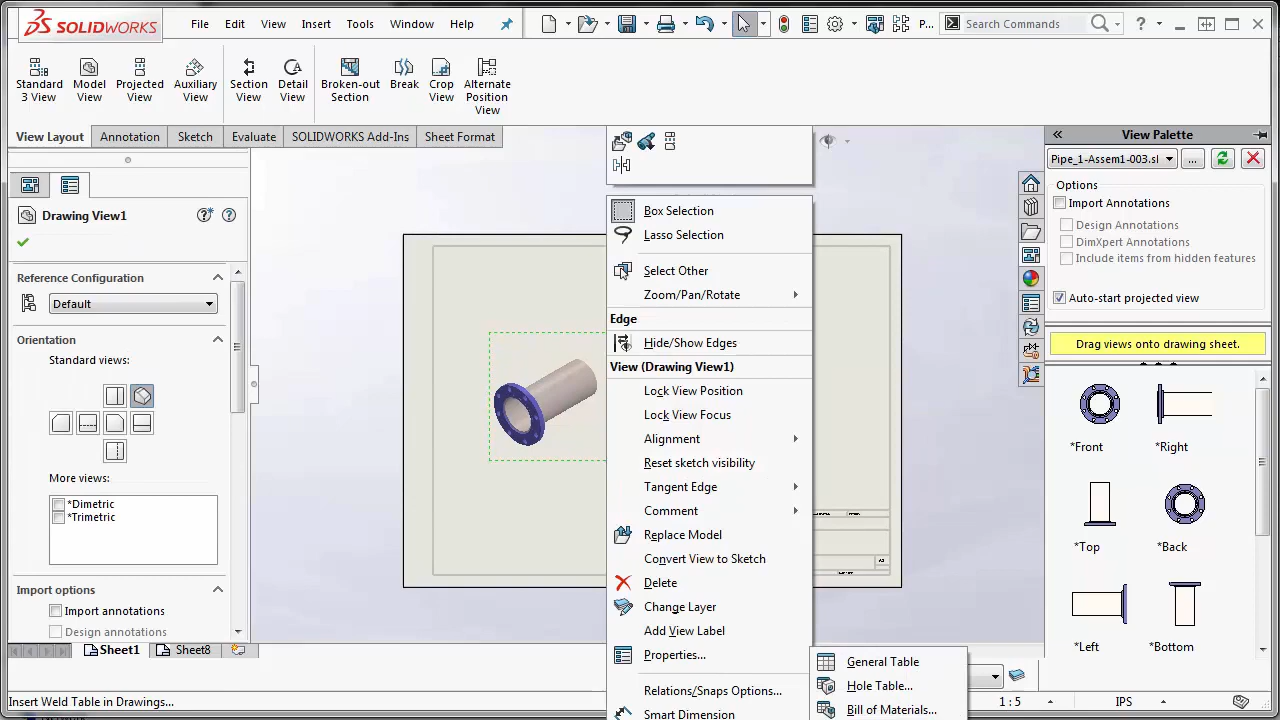 SOLIDWORKS
File Edit View Insert Tools Window Help
P...
Search Commands
?
Standard 3 View
Model View
Projected View
Auxiliary View
Section View
Detail View
Broken-out Section
Break
Crop View
Alternate Position View
View Layout
Annotation
Sketch
Evaluate
SOLIDWORKS Add-Ins
Sheet Format
Drawing View1
Reference Configuration
Default
Orientation
Standard views:
More views:
*Dimetric
*Trimetric
Import options
Import annotations
Design annotations
Box Selection
Lasso Selection
Select Other
Zoom/Pan/Rotate
Edge
Hide/Show Edges
View (Drawing View1)
Lock View Position
Lock View Focus
Alignment
Reset sketch visibility
Tangent Edge
Comment
Replace Model
Convert View to Sketch
Delete
Change Layer
Add View Label
Properties...
Relations/Snaps Options...
Smart Dimension
General Table
Hole Table...
Bill of Materials...
View Palette
Pipe_1-Assem1-003.sl
...
Options
Import Annotations
Design Annotations
DimXpert Annotations
Include items from hidden features
Auto-start projected view
Drag views onto drawing sheet.
*Front
*Right
*Top
*Back
*Left
*Bottom
Sheet1
Sheet8
Insert Weld Table in Drawings...
1 : 5
IPS